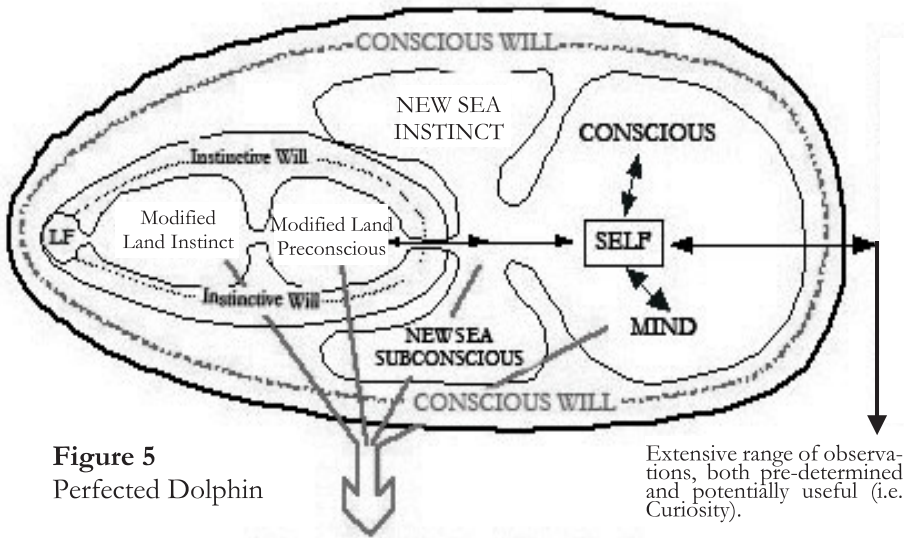 CONSCIOUS WILL
NEW SEA
INSTINCT
CONSCIOUS
Instinctive Will
Modified
Land Instinct
Modified Land
Preconscious
LF
SELF
Instinctive Will
MIND
NEW SEA
SUBCONSCIOUS
CONSCIOUS WILL
Figure 5
Perfected Dolphin
Extensive range of observa-
tions, both pre-determined
and potentially useful (i.e.
Curiosity).